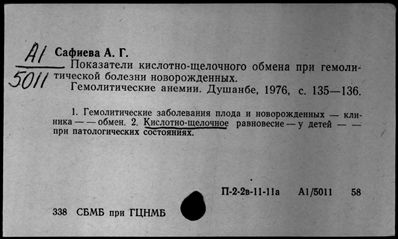 А1
5011
Сафиева А. Г.
Показатели кислотно-щелочного обмена при гемоли-
тической болезни новорожденных.
Гемолитические анемии. Душанбе, 1976, с. 135—136.
1. Гемолитические заболевания плода и новорожденных — кли-
ника — — обмен. 2. Кислотно-щелочное равновесие — у детей — —
при патологических состояниях.
П-2-2в-11-11а А1/5011 58
338 СБМБ при ГЦНМБ